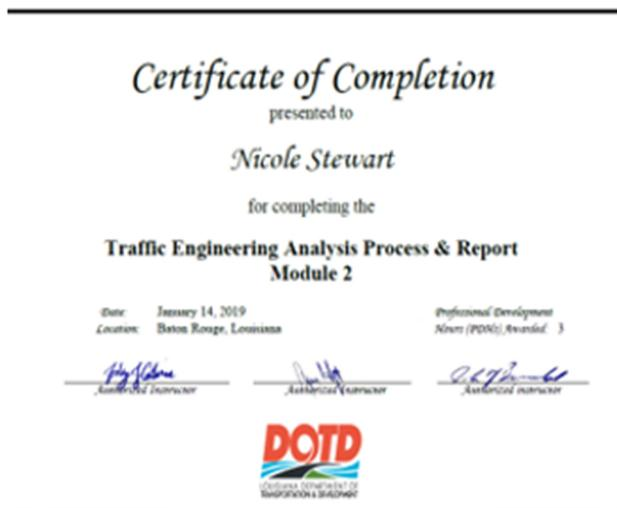 Certificate of Completion
presented to
Nicole Stewart
for completing the
Traffic Engineering Analysis Process & Report
Module 2
Date: January 14, 2019
Location: Baton Rouge, Louisiana
Professional Development
Hours (PDHs) Awarded: 3
Authorized Instructor
Authorized Instructor
Authorized Instructor
DOTD
LOUISIANA DEPARTMENT OF
TRANSPORTATION & DEVELOPMENT